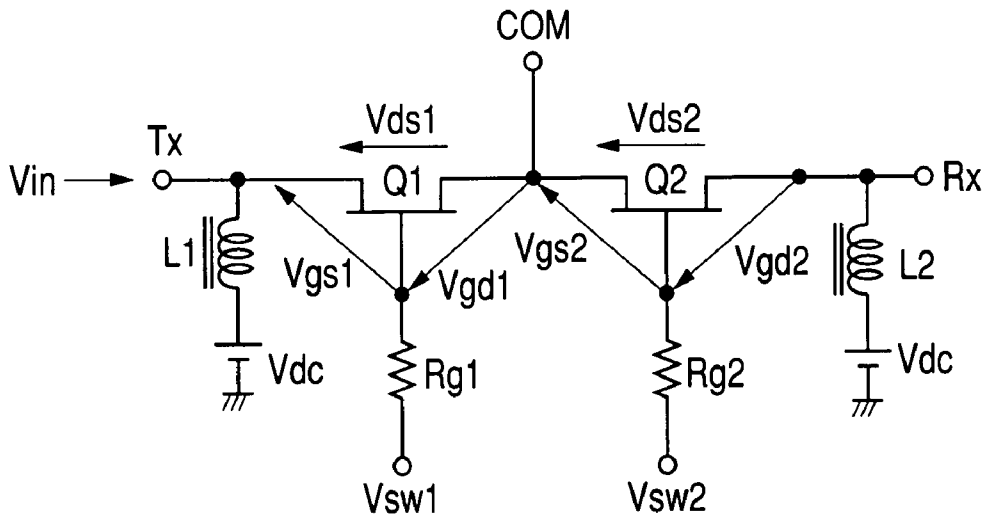 COM
Vds1
Vds2
Tx
Vin
Q1
Q2
Rx
L1
Vgs1
Vgd1
Vgs2
Vgd2
L2
Vdc
Rg1
Rg2
Vdc
Vsw1
Vsw2